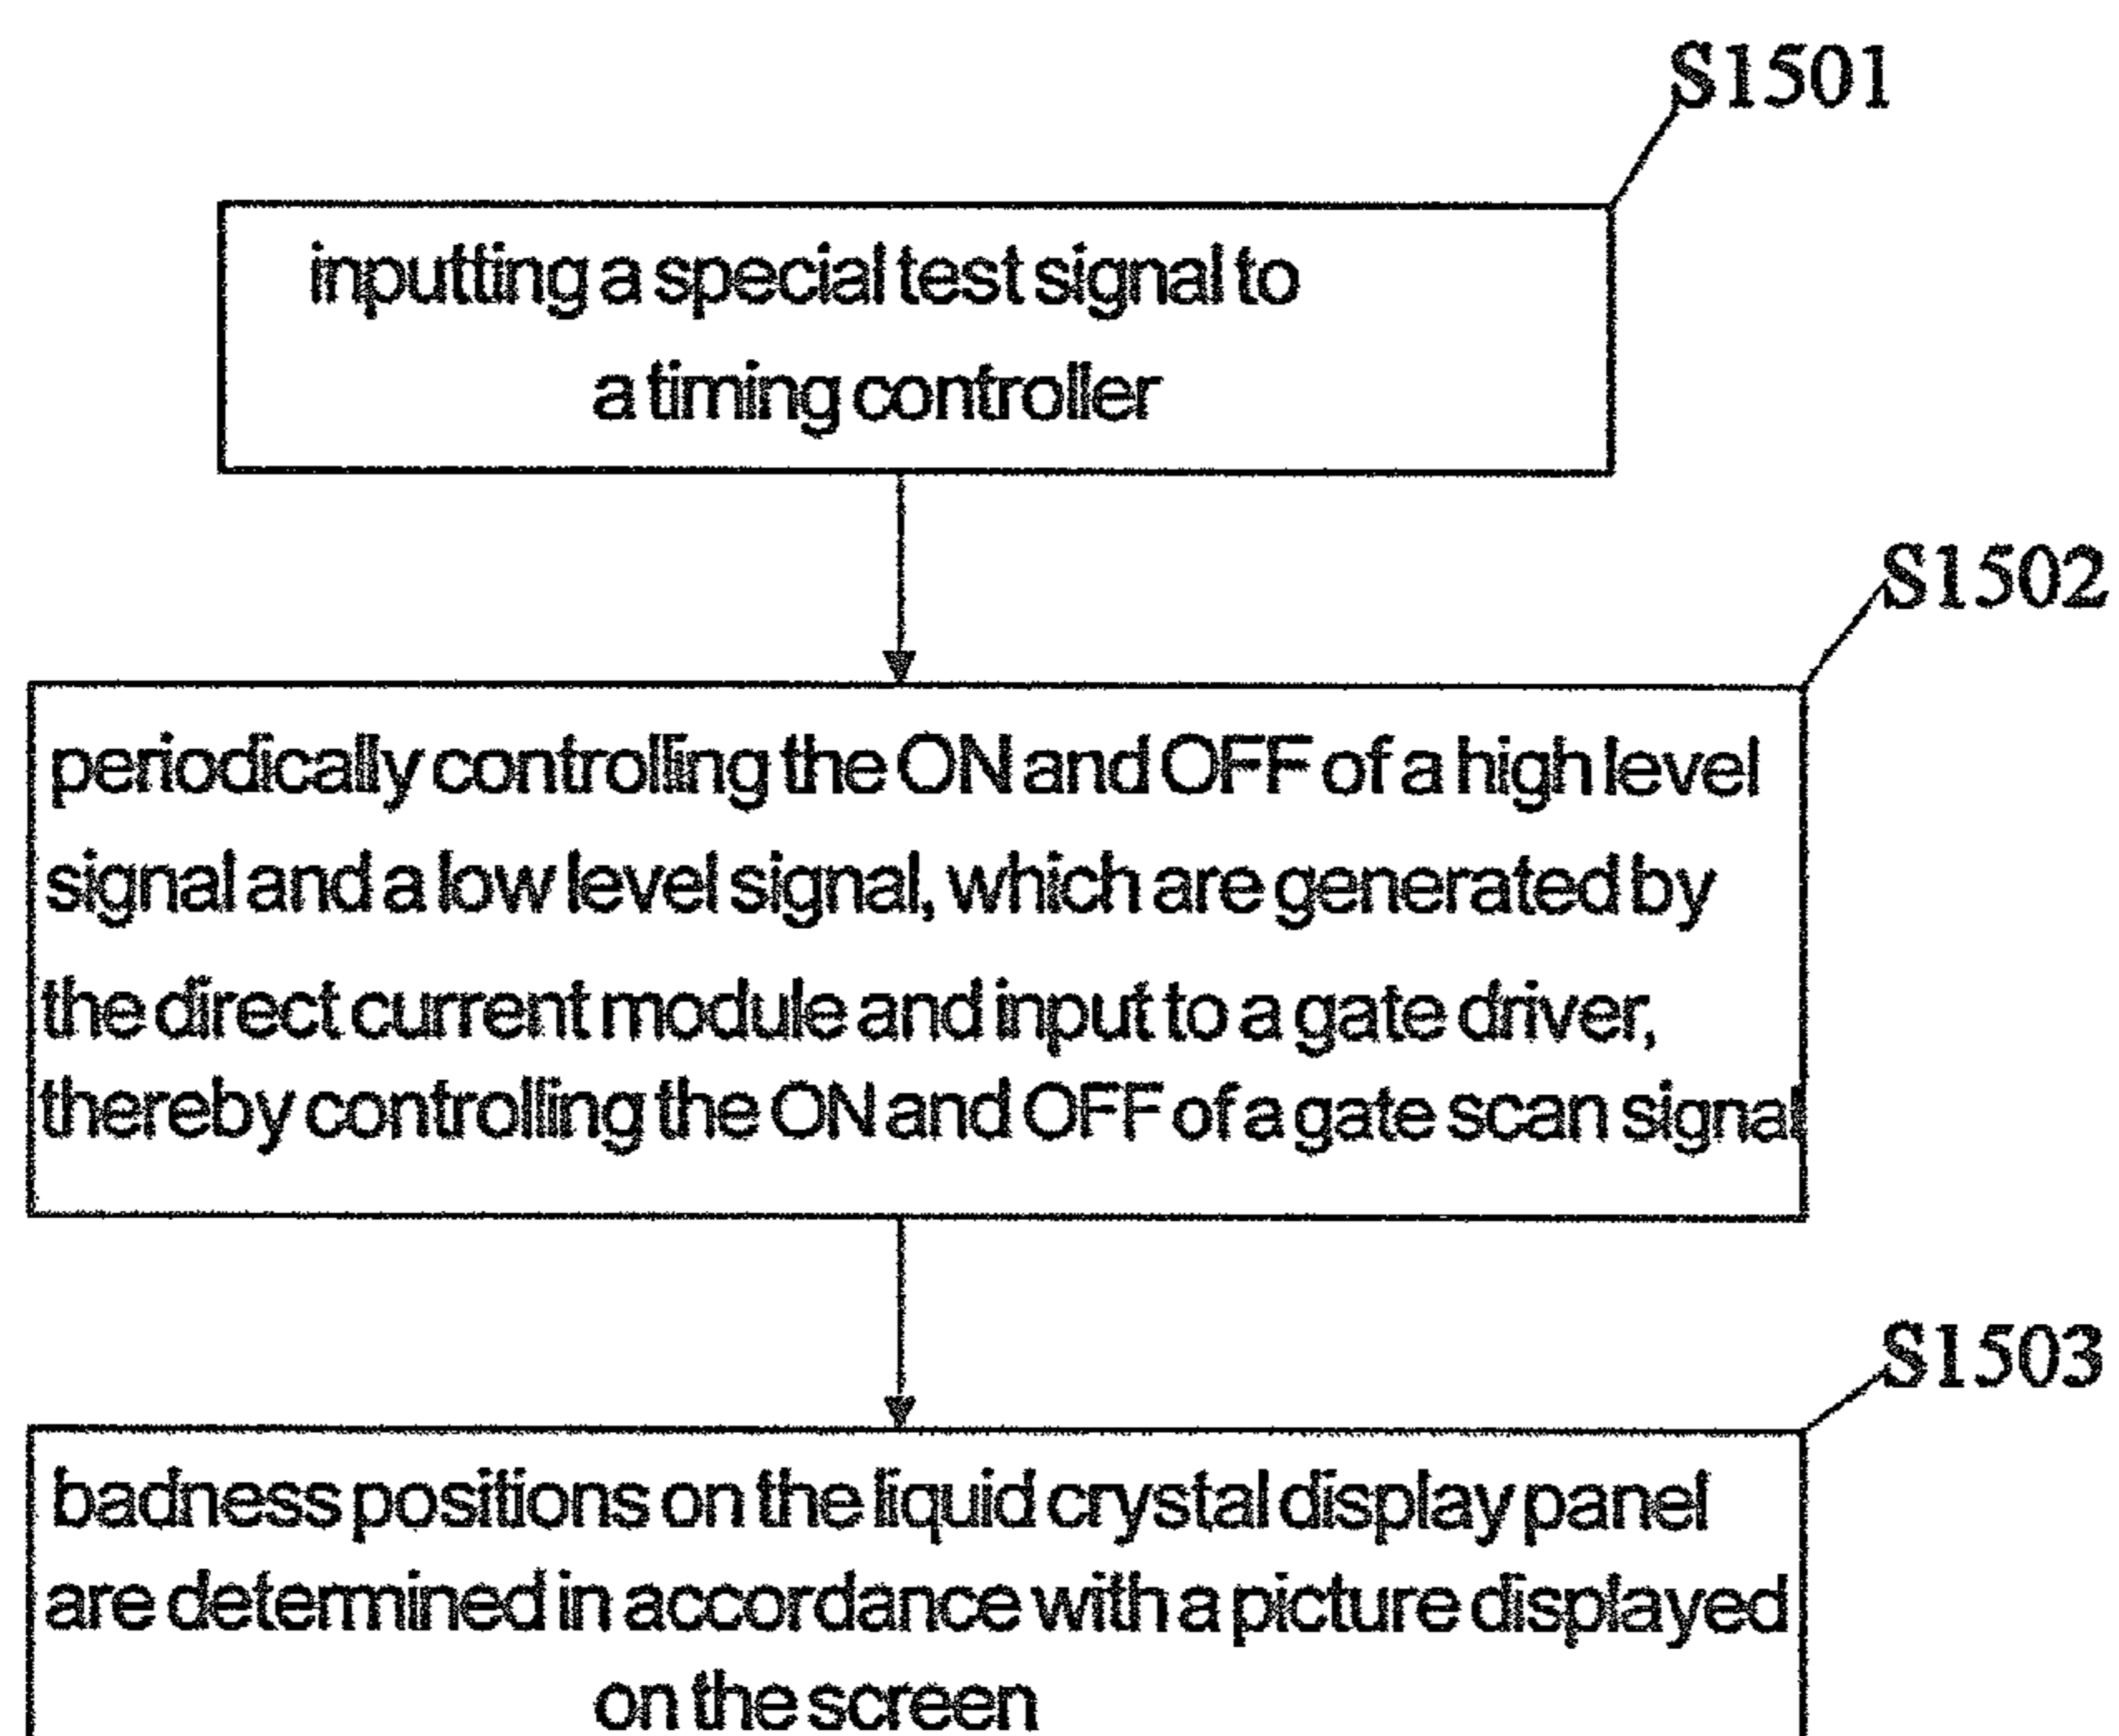 S1501
inputting a special test signal to
a timing controller
S1502
periodically controlling the ON and OFF of a high level
signal and a low level signal, which are generated by
the direct current module and input to a gate driver,
thereby controlling the ON and OFF of a gate scan signal
S1503
badness positions on the liquid crystal display panel
are determined in accordance with a picture displayed
on the screen